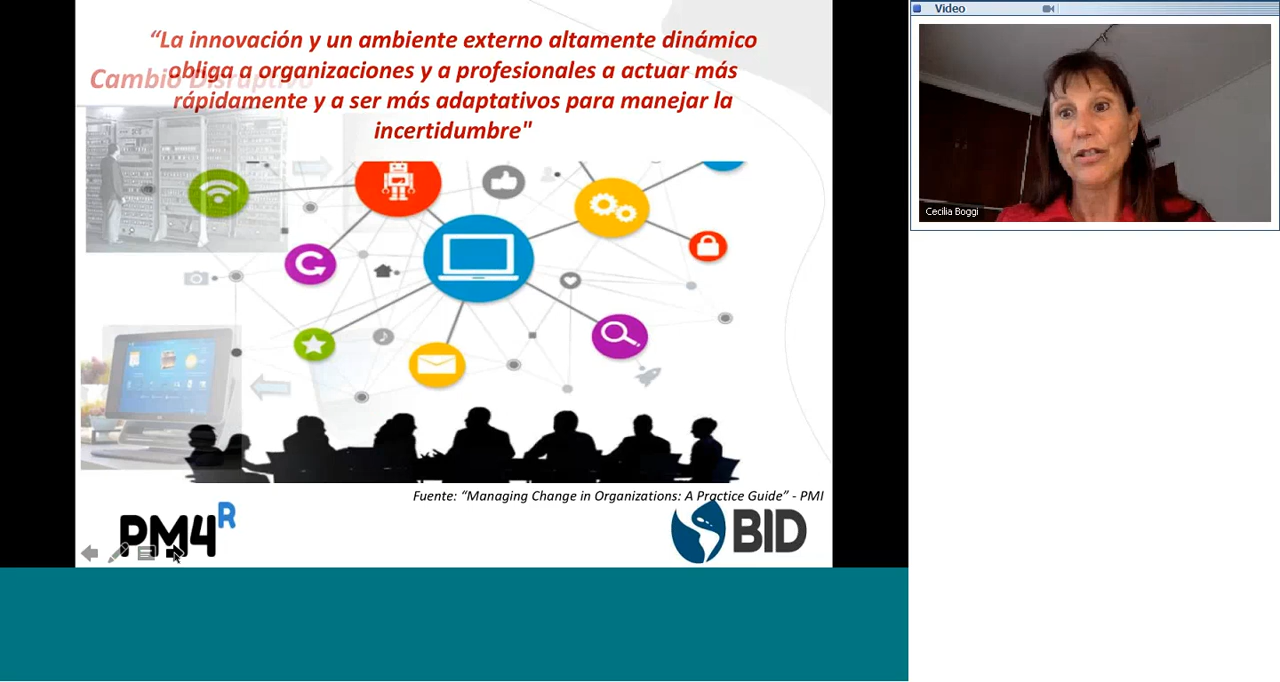 “La innovación y un ambiente externo altamente dinámico
obliga a organizaciones y a profesionales a actuar más
rápidamente y a ser más adaptativos para manejar la
incertidumbre"
Cambio Disruptivo
Fuente: “Managing Change in Organizations: A Practice Guide” - PMI
PM4R
BID
Video
Cecilia Boggi